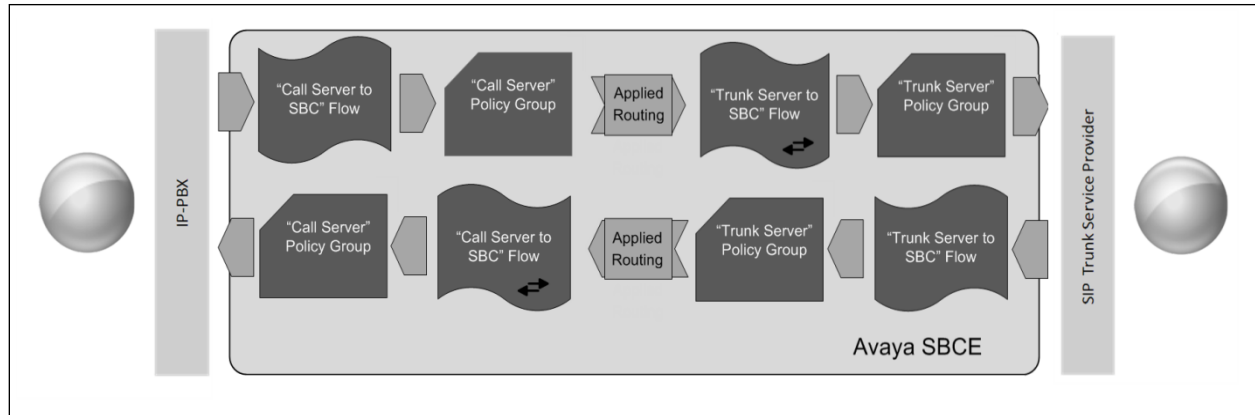 IP-PBX
“Call Server to
SBC” Flow
“Call Server”
Policy Group
Applied
Routing
“Trunk Server to
SBC” Flow
“Trunk Server”
Policy Group
“Call Server”
Policy Group
“Call Server to
SBC” Flow
Applied
Routing
“Trunk Server”
Policy Group
“Trunk Server to
SBC” Flow
Avaya SBCE
SIP Trunk Service Provider